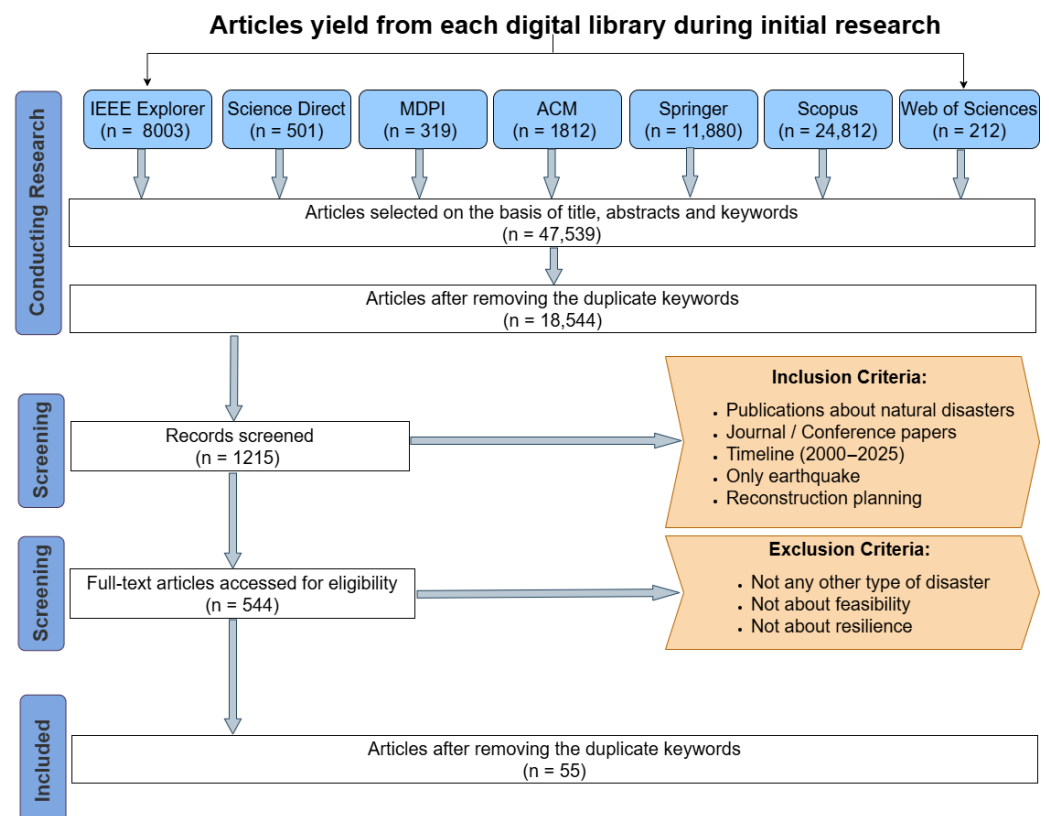 Articles yield from each digital library during initial research
Conducting Research
IEEE Explorer
(n =  8003)
Science Direct
(n = 501)
MDPI
(n = 319)
ACM
(n = 1812)
Springer
(n = 11,880)
Scopus
(n = 24,812)
Web of Sciences
(n = 212)
Articles selected on the basis of title, abstracts and keywords
(n = 47,539)
Articles after removing the duplicate keywords
(n = 18,544)
Screening
Records screened
(n = 1215)
Inclusion Criteria:
• Publications about natural disasters
• Journal / Conference papers
• Timeline (2000–2025)
• Only earthquake
• Reconstruction planning
Screening
Full-text articles accessed for eligibility
(n = 544)
Exclusion Criteria:
• Not any other type of disaster
• Not about feasibility
• Not about resilience
Included
Articles after removing the duplicate keywords
(n = 55)